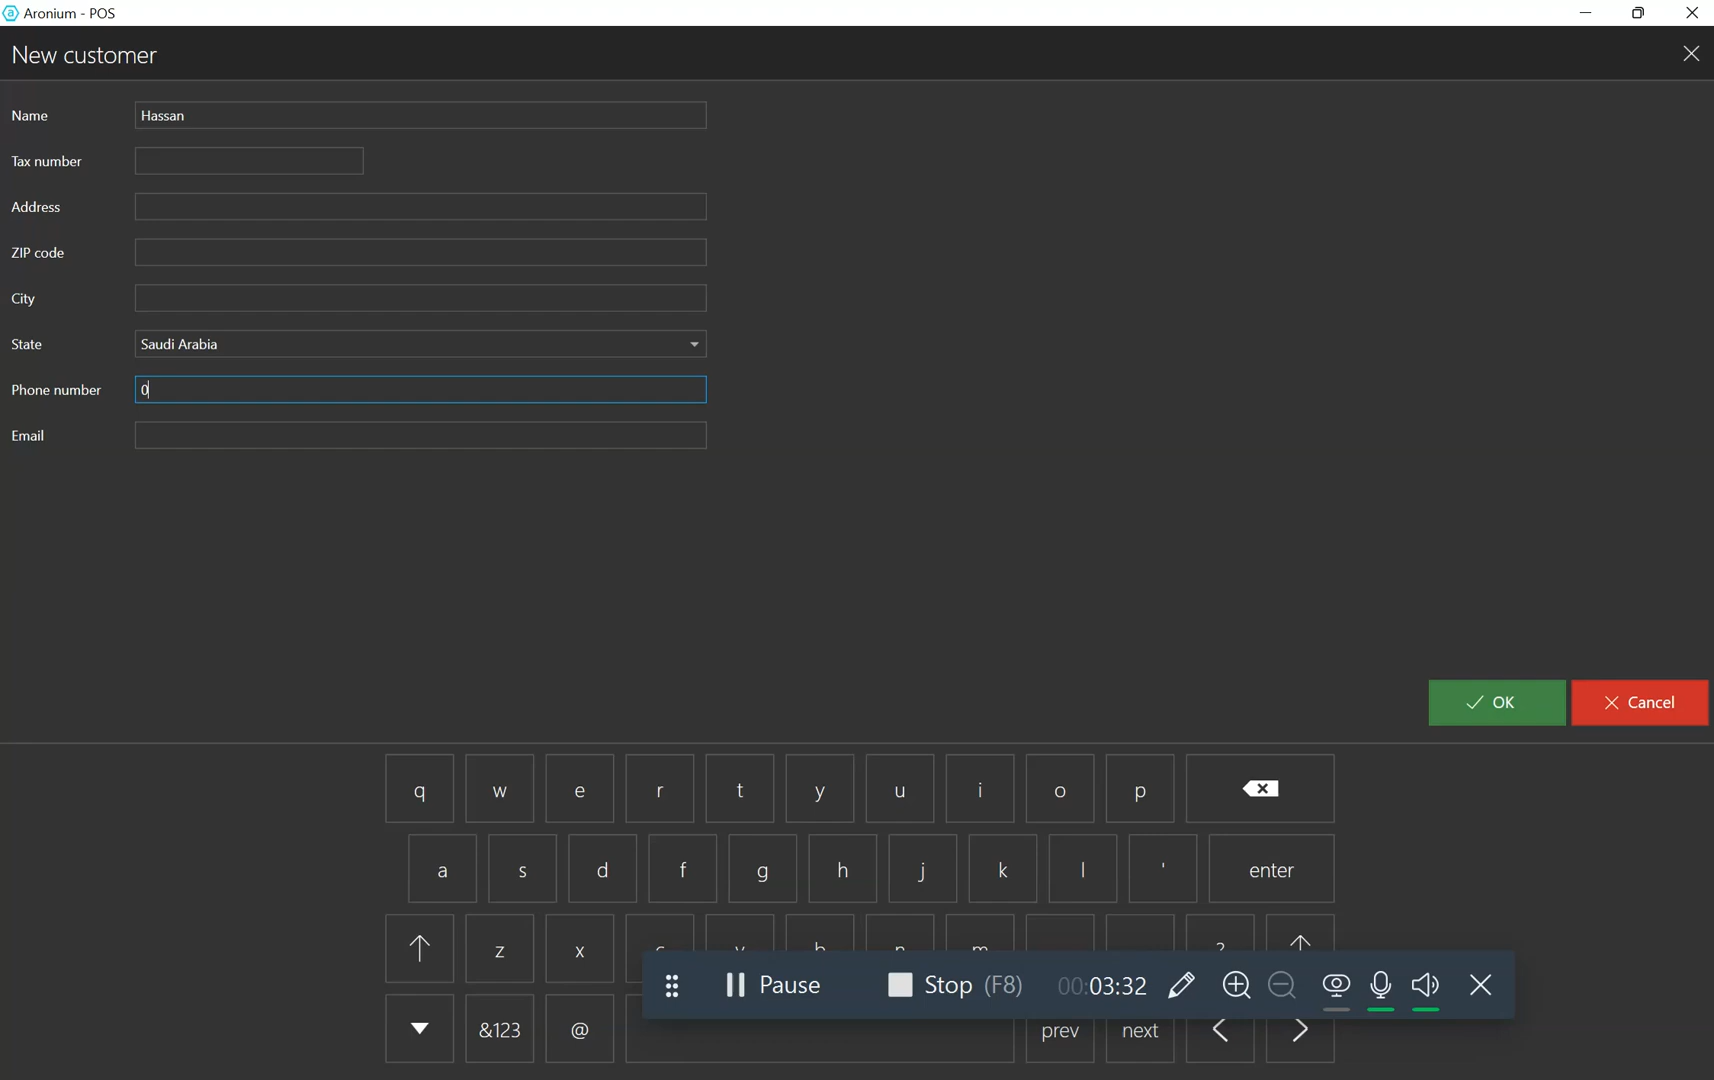 Aronium - POS
New customer
Name Hassan
Tax number
Address
ZIP code
City
State Saudi Arabia
Phone number 0
Email
OK Cancel
q w e r t y u i o p
a s d f g h j k l ' enter
z x c v b n m ?
Pause Stop (F8) 00:03:32
&123 @ prev next